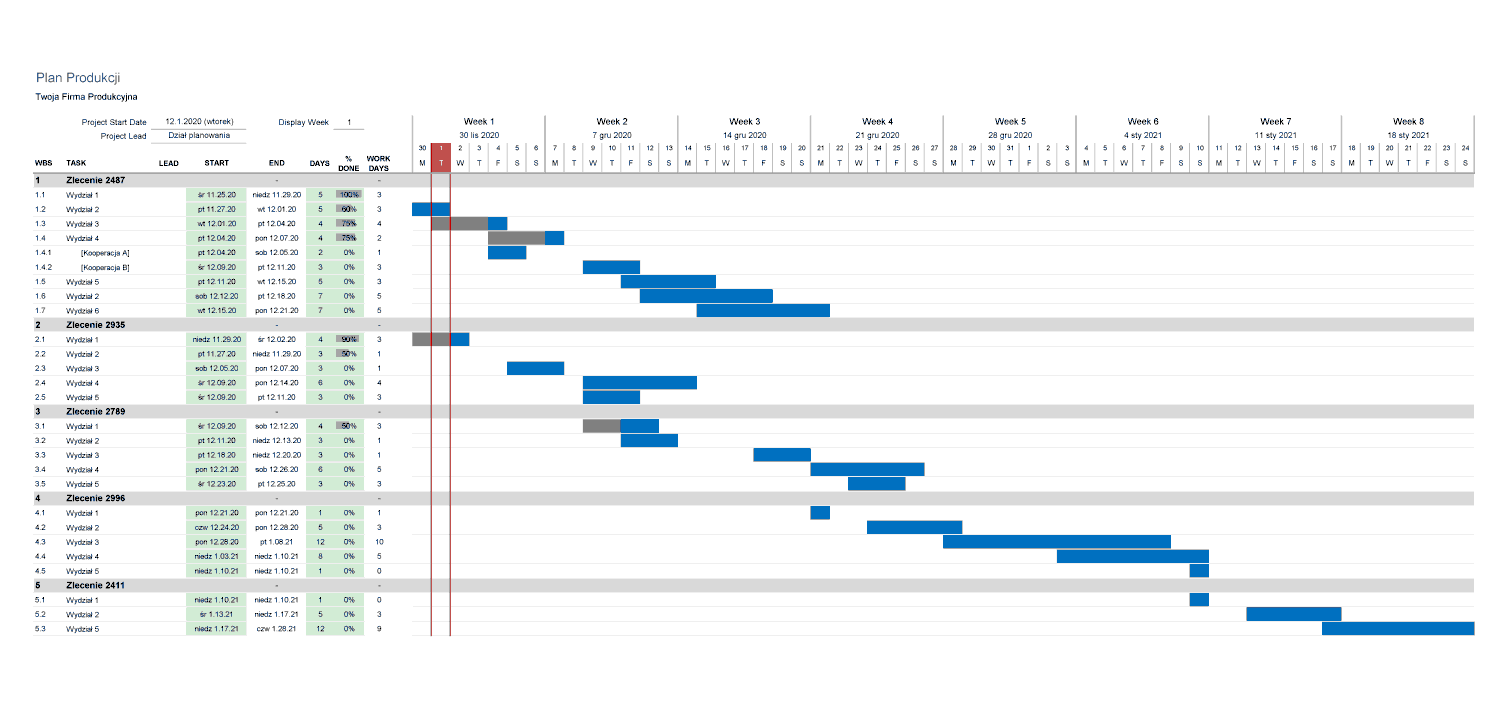 Plan Produkcji
Twoja Firma Produkcyjna
Project Start Date 12.1.2020 (wtorek) Display Week 1 Week 1 Week 2 Week 3 Week 4 Week 5 Week 6 Week 7 Week 8
Project Lead Dział planowania 30 lis 2020 7 gru 2020 14 gru 2020 21 gru 2020 28 gru 2020 4 sty 2021 11 sty 2021 18 sty 2021
30 1 2 3 4 5 6 7 8 9 10 11 12 13 14 15 16 17 18 19 20 21 22 23 24 25 26 27 28 29 30 31 1 2 3 4 5 6 7 8 9 10 11 12 13 14 15 16 17 18 19 20 21 22 23 24
WBS TASK LEAD START END DAYS % DONE WORK DAYS M T W T F S S M T W T F S S M T W T F S S M T W T F S S M T W T F S S M T W T F S S M T W T F S S M T W T F S S
1 Zlecenie 2487 - -
1.1 Wydział 1 śr 11.25.20 niedz 11.29.20 5 100% 3
1.2 Wydział 2 pt 11.27.20 wt 12.01.20 5 60% 3
1.3 Wydział 3 wt 12.01.20 pt 12.04.20 4 75% 4
1.4 Wydział 4 pt 12.04.20 pon 12.07.20 4 75% 2
1.4.1 [Kooperacja A] pt 12.04.20 sob 12.05.20 2 0% 1
1.4.2 [Kooperacja B] śr 12.09.20 pt 12.11.20 3 0% 3
1.5 Wydział 5 pt 12.11.20 wt 12.15.20 5 0% 3
1.6 Wydział 2 sob 12.12.20 pt 12.18.20 7 0% 5
1.7 Wydział 6 wt 12.15.20 pon 12.21.20 7 0% 5
2 Zlecenie 2935 - -
2.1 Wydział 1 niedz 11.29.20 śr 12.02.20 4 90% 3
2.2 Wydział 2 pt 11.27.20 niedz 11.29.20 3 50% 1
2.3 Wydział 3 sob 12.05.20 pon 12.07.20 3 0% 1
2.4 Wydział 4 śr 12.09.20 pon 12.14.20 6 0% 4
2.5 Wydział 5 śr 12.09.20 pt 12.11.20 3 0% 3
3 Zlecenie 2789 - -
3.1 Wydział 1 śr 12.09.20 sob 12.12.20 4 50% 3
3.2 Wydział 2 pt 12.11.20 niedz 12.13.20 3 0% 1
3.3 Wydział 3 pt 12.18.20 niedz 12.20.20 3 0% 1
3.4 Wydział 4 pon 12.21.20 sob 12.26.20 6 0% 5
3.5 Wydział 5 śr 12.23.20 pt 12.25.20 3 0% 3
4 Zlecenie 2996 - -
4.1 Wydział 1 pon 12.21.20 pon 12.21.20 1 0% 1
4.2 Wydział 2 czw 12.24.20 pon 12.28.20 5 0% 3
4.3 Wydział 3 pon 12.28.20 pt 1.08.21 12 0% 10
4.4 Wydział 4 niedz 1.03.21 niedz 1.10.21 8 0% 5
4.5 Wydział 5 niedz 1.10.21 niedz 1.10.21 1 0% 0
5 Zlecenie 2411 - -
5.1 Wydział 1 niedz 1.10.21 niedz 1.10.21 1 0% 0
5.2 Wydział 2 śr 1.13.21 niedz 1.17.21 5 0% 3
5.3 Wydział 5 niedz 1.17.21 czw 1.28.21 12 0% 9